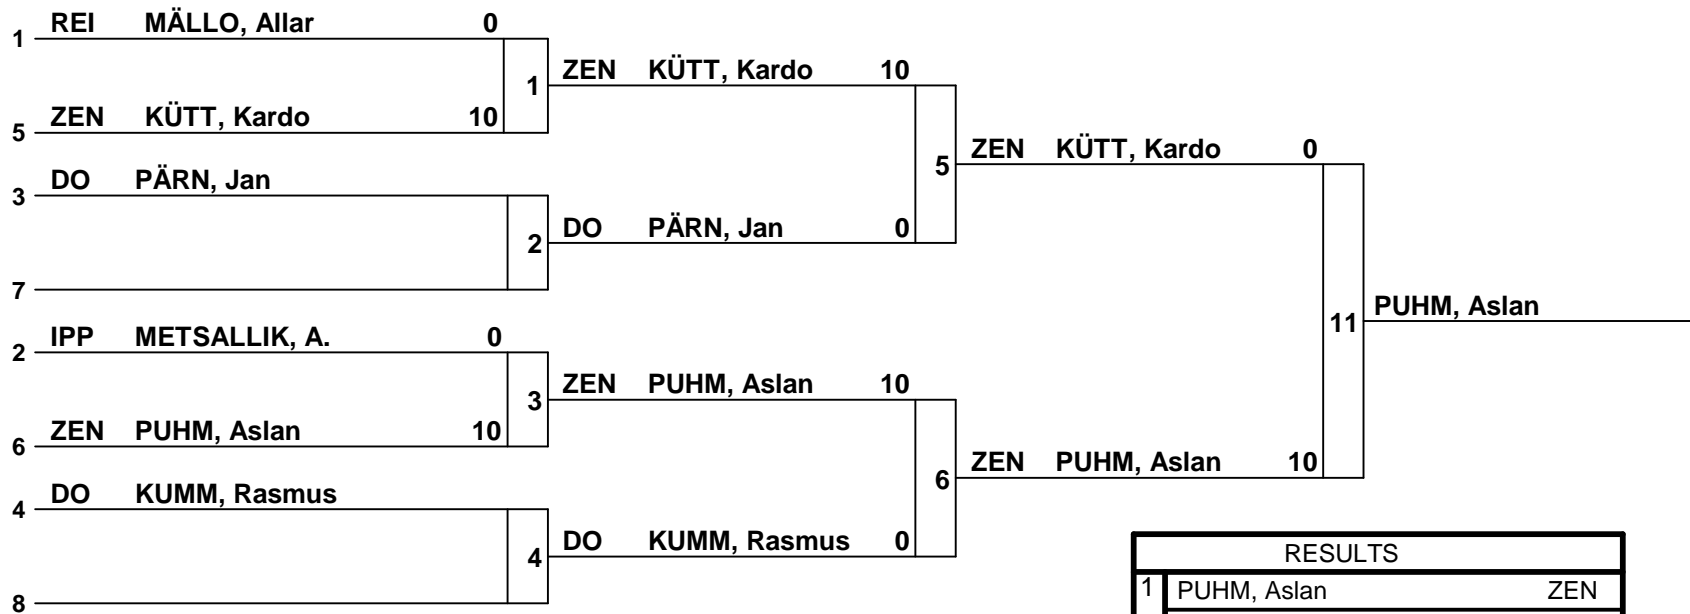 1 REI MÄLLO, Allar 0
1 ZEN KÜTT, Kardo 10
5 ZEN KÜTT, Kardo 10
5 ZEN KÜTT, Kardo 0
3 DO PÄRN, Jan
2 DO PÄRN, Jan 0
7
11 PUHM, Aslan
2 IPP METSALLIK, A. 0
3 ZEN PUHM, Aslan 10
6 ZEN PUHM, Aslan 10
6 ZEN PUHM, Aslan 10
4 DO KUMM, Rasmus
4 DO KUMM, Rasmus 0
8
RESULTS
1 PUHM, Aslan ZEN